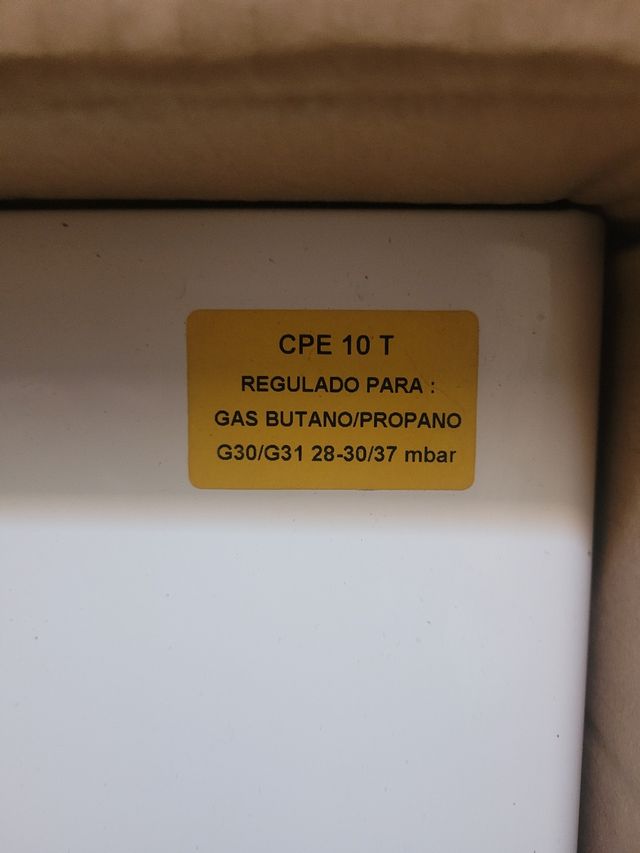 CPE 10 T
REGULADO PARA :
GAS BUTANO/PROPANO
G30/G31 28-30/37 mbar